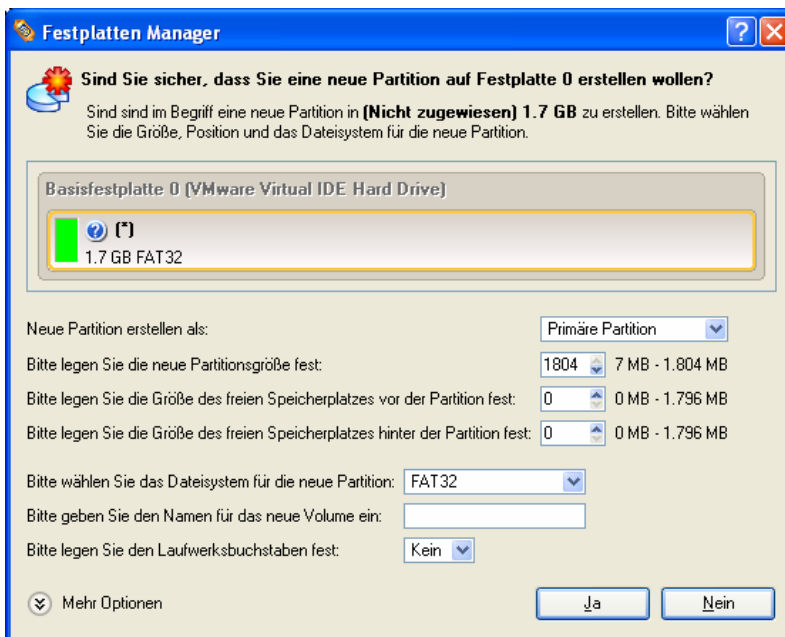 Festplatten Manager
Sind Sie sicher, dass Sie eine neue Partition auf Festplatte 0 erstellen wollen?
Sind sind im Begriff eine neue Partition in (Nicht zugewiesen) 1.7 GB zu erstellen. Bitte wählen
Sie die Größe, Position und das Dateisystem für die neue Partition.
Basisfestplatte 0 (VMware Virtual IDE Hard Drive)
(*)
1.7 GB FAT32
Neue Partition erstellen als: Primäre Partition
Bitte legen Sie die neue Partitionsgröße fest: 1804 7 MB - 1.804 MB
Bitte legen Sie die Größe des freien Speicherplatzes vor der Partition fest: 0 0 MB - 1.796 MB
Bitte legen Sie die Größe des freien Speicherplatzes hinter der Partition fest: 0 0 MB - 1.796 MB
Bitte wählen Sie das Dateisystem für die neue Partition: FAT32
Bitte geben Sie den Namen für das neue Volume ein:
Bitte legen Sie den Laufwerksbuchstaben fest: Kein
Mehr Optionen Ja Nein